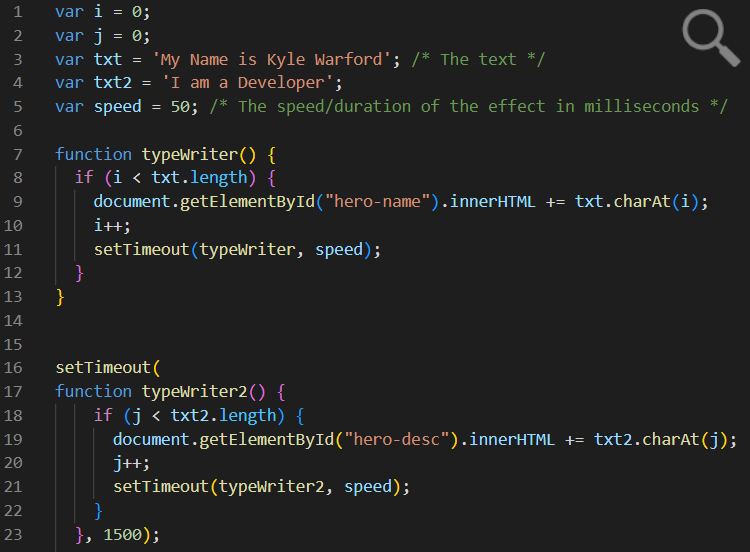 1 var i = 0;
2 var j = 0;
3 var txt = 'My Name is Kyle Warford'; /* The text */
4 var txt2 = 'I am a Developer';
5 var speed = 50; /* The speed/duration of the effect in milliseconds */
6
7 function typeWriter() {
8   if (i < txt.length) {
9     document.getElementById("hero-name").innerHTML += txt.charAt(i);
10     i++;
11     setTimeout(typeWriter, speed);
12   }
13 }
14
15
16 setTimeout(
17 function typeWriter2() {
18     if (j < txt2.length) {
19       document.getElementById("hero-desc").innerHTML += txt2.charAt(j);
20       j++;
21       setTimeout(typeWriter2, speed);
22     }
23   }, 1500);